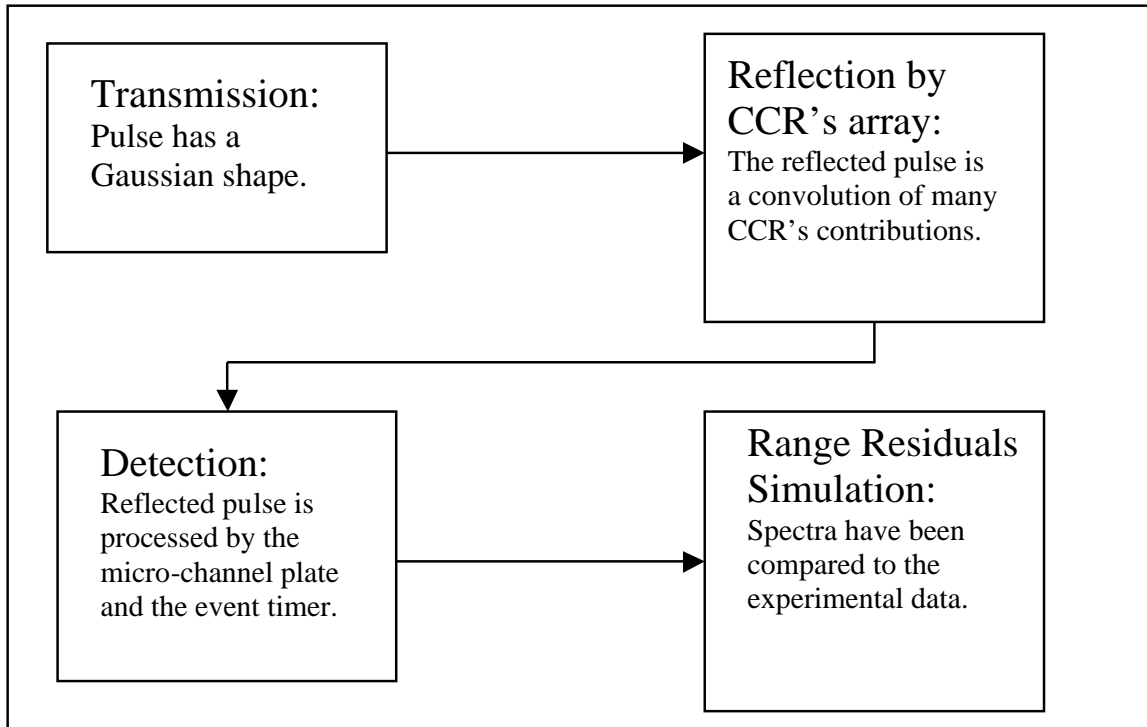 Transmission:
Pulse has a
Gaussian shape.
Reflection by
CCR's array:
The reflected pulse is
a convolution of many
CCR's contributions.
Detection:
Reflected pulse is
processed by the
micro-channel plate
and the event timer.
Range Residuals
Simulation:
Spectra have been
compared to the
experimental data.